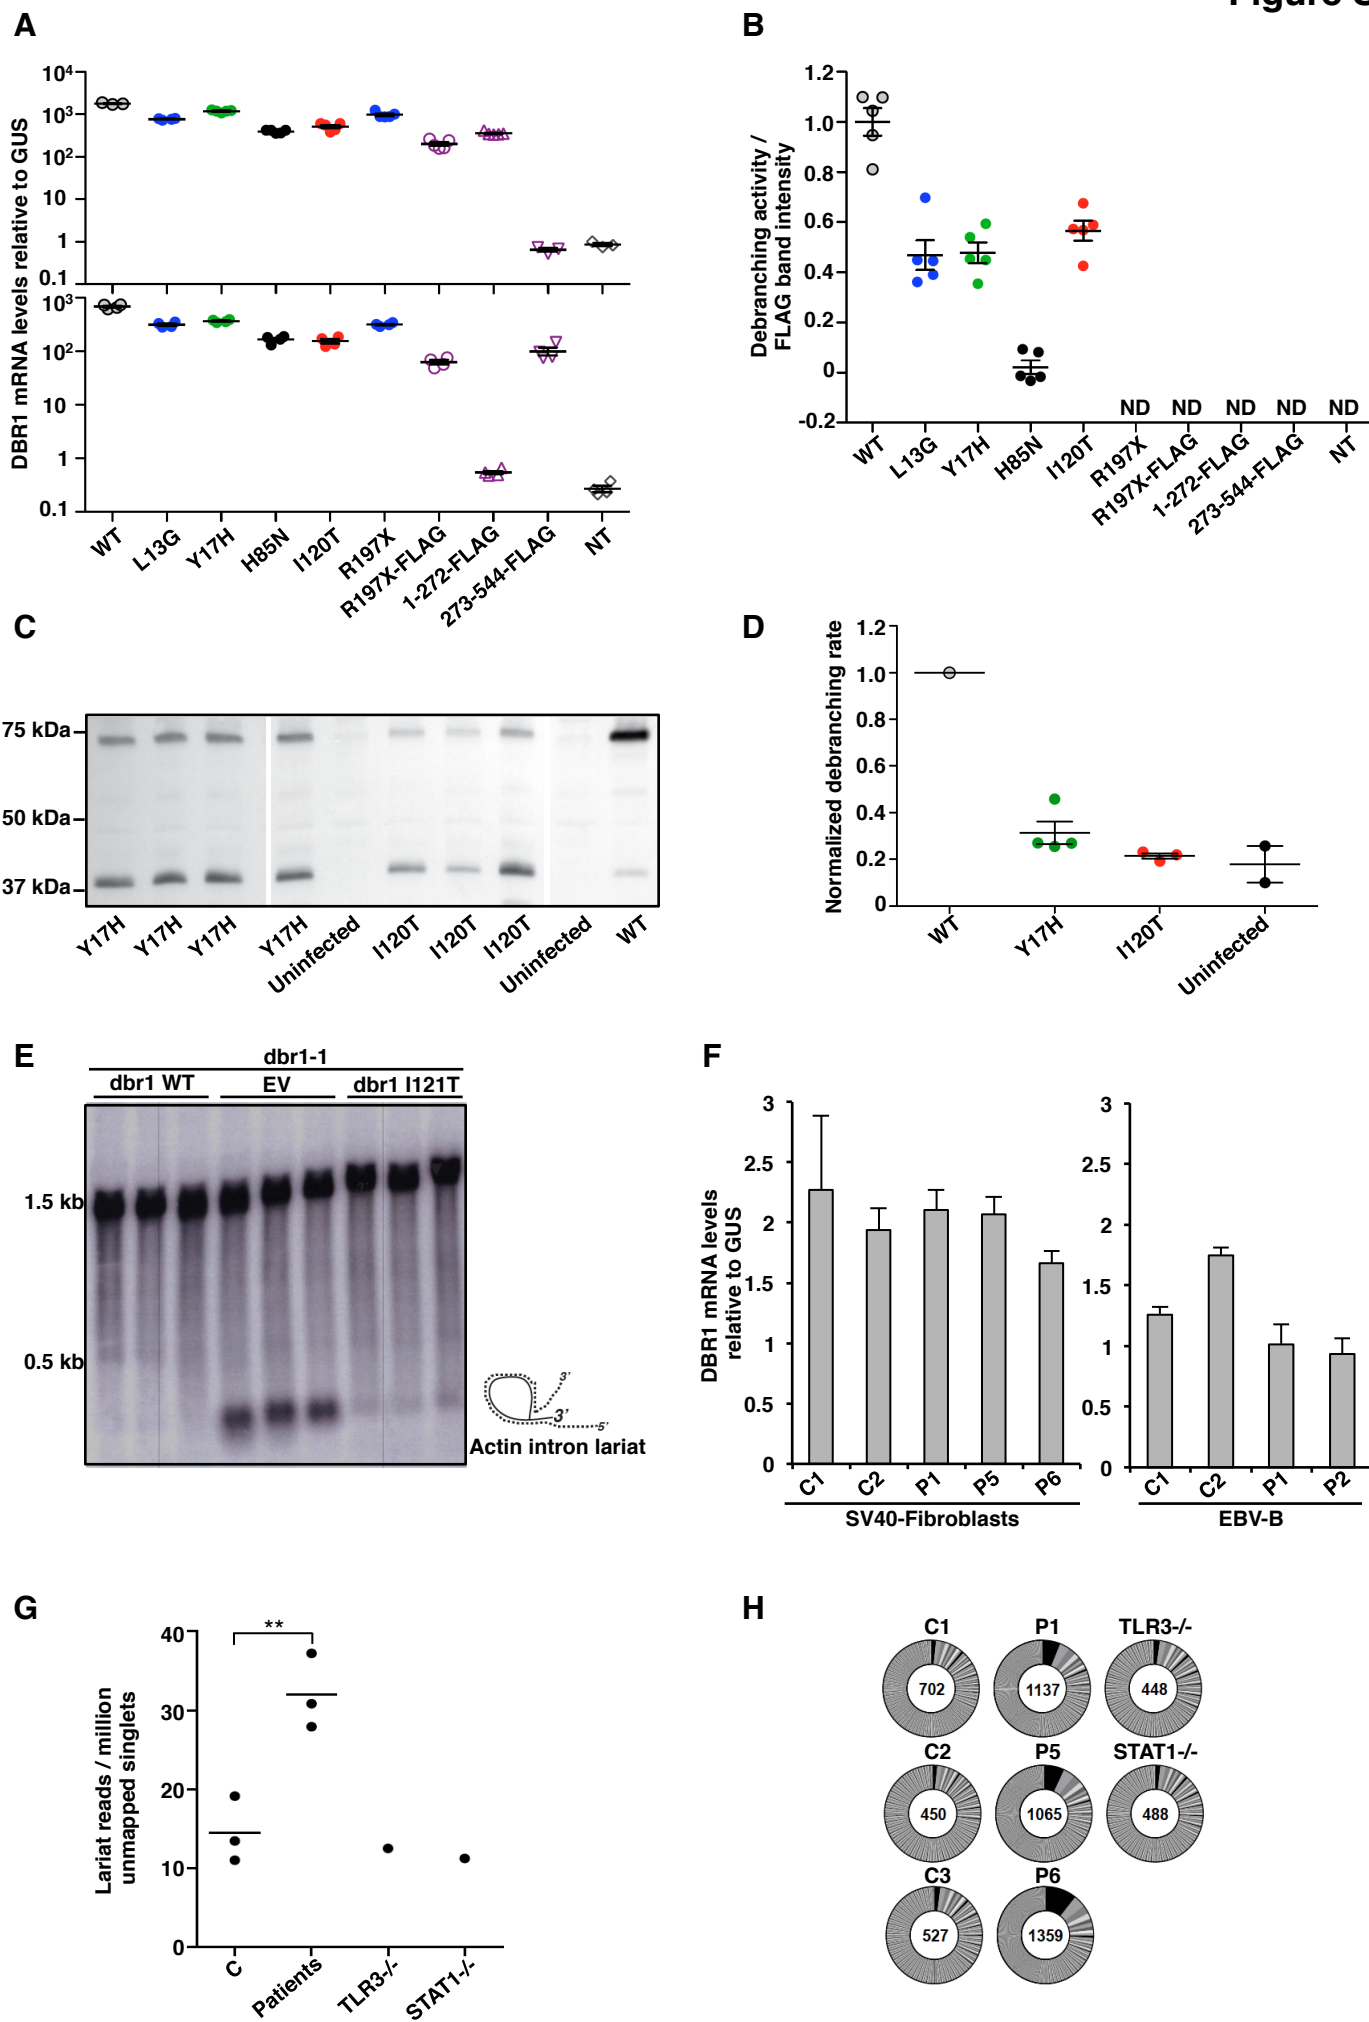 Figure S
A
DBR1 mRNA levels relative to GUS
10⁴
10³
10²
10
1
0.1
10³
10²
10
1
0.1
WT
L13G
Y17H
H85N
I120T
R197X
R197X-FLAG
1-272-FLAG
273-544-FLAG
NT
B
Debranching activity /
FLAG band intensity
1.2
1.0
0.8
0.6
0.4
0.2
0
-0.2
ND ND ND ND ND
WT
L13G
Y17H
H85N
I120T
R197X
R197X-FLAG
1-272-FLAG
273-544-FLAG
NT
C
75 kDa
50 kDa
37 kDa
Y17H
Y17H
Y17H
Y17H
Uninfected
I120T
I120T
I120T
Uninfected
WT
D
Normalized debranching rate
1.2
1.0
0.8
0.6
0.4
0.2
0
WT
Y17H
I120T
Uninfected
E
dbr1-1
dbr1 WT EV dbr1 I121T
1.5 kb
0.5 kb
3'
3'
5'
Actin intron lariat
F
DBR1 mRNA levels
relative to GUS
3
2.5
2
1.5
1
0.5
0
C1 C2 P1 P5 P6
SV40-Fibroblasts
3
2.5
2
1.5
1
0.5
0
C1 C2 P1 P2
EBV-B
G
Lariat reads / million
unmapped singlets
40
30
20
10
0
**
C
Patients
TLR3-/-
STAT1-/-
H
C1 P1 TLR3-/-
702 1137 448
C2 P5 STAT1-/-
450 1065 488
C3 P6
527 1359